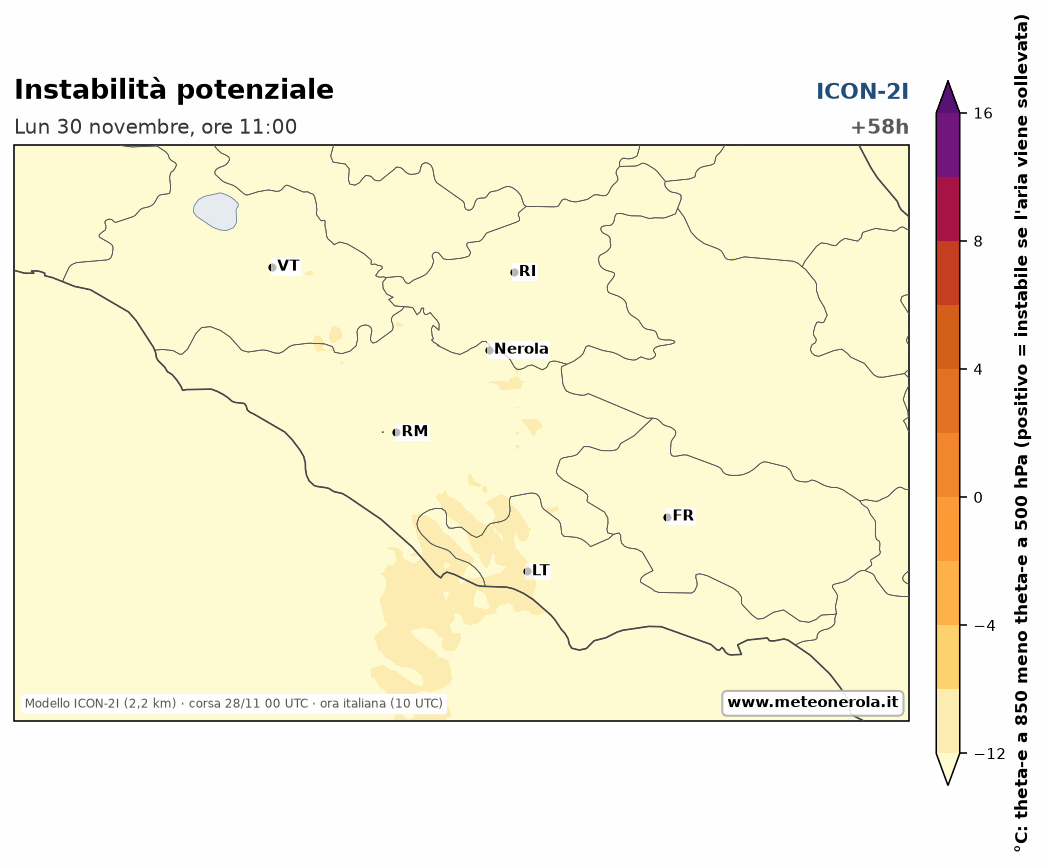 Instabilità potenziale
ICON-2I
Lun 30 novembre, ore 11:00
+58h
VT
RI
Nerola
RM
FR
LT
Modello ICON-2I (2,2 km) · corsa 28/11 00 UTC · ora italiana (10 UTC)
www.meteonerola.it
16
8
4
0
−4
−12
°C: theta-e a 850 meno theta-e a 500 hPa (positivo = instabile se l'aria viene sollevata)